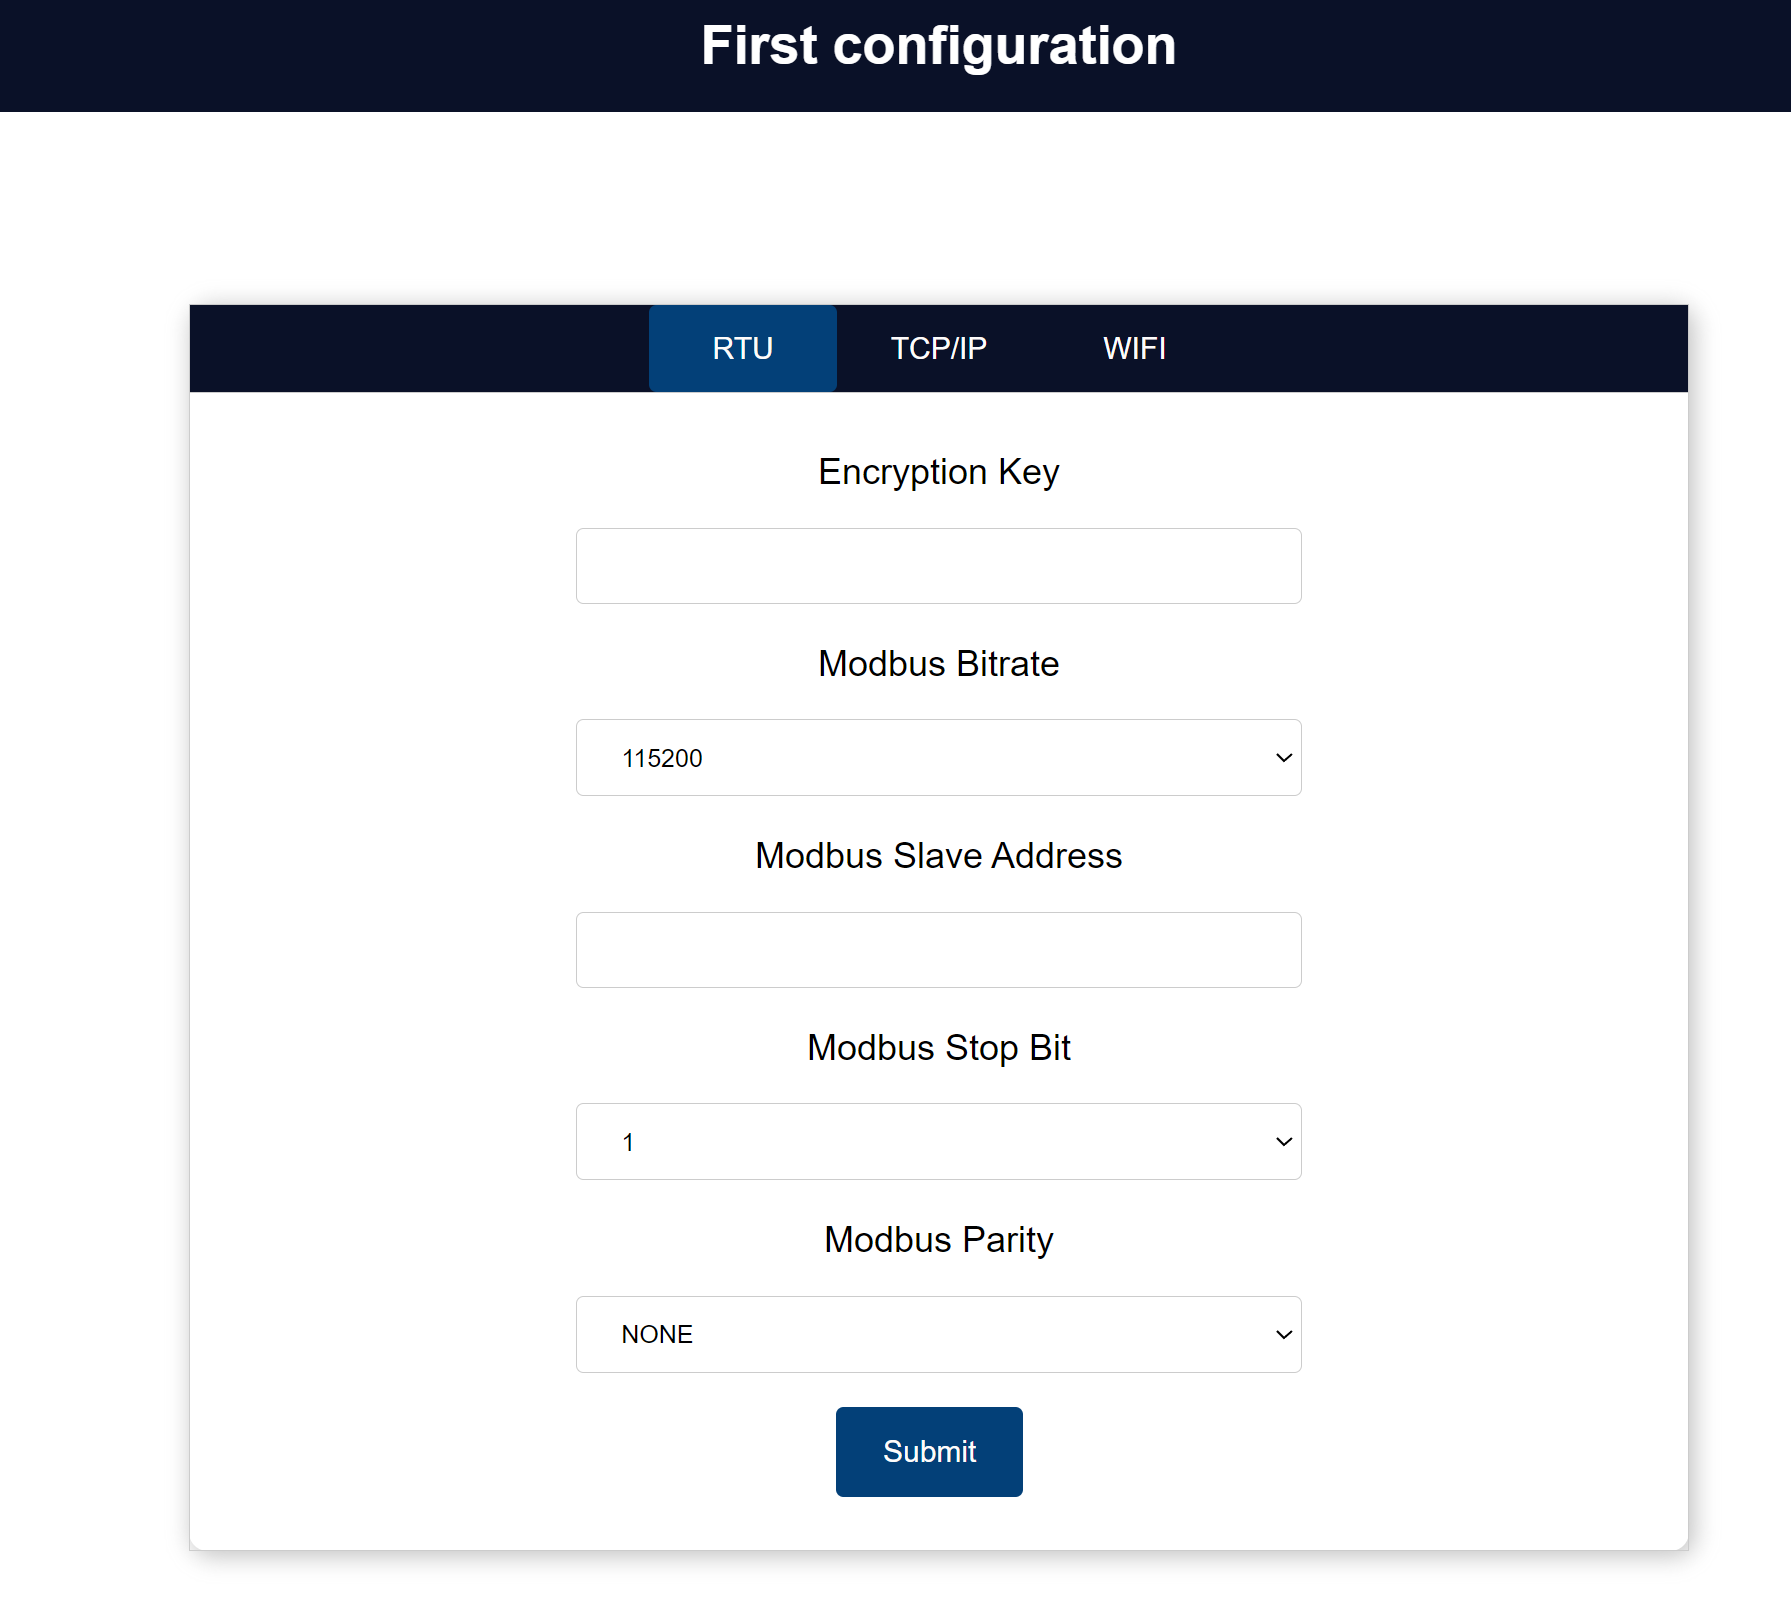 First configuration
RTU TCP/IP WIFI
Encryption Key
Modbus Bitrate
115200
Modbus Slave Address
Modbus Stop Bit
1
Modbus Parity
NONE
Submit